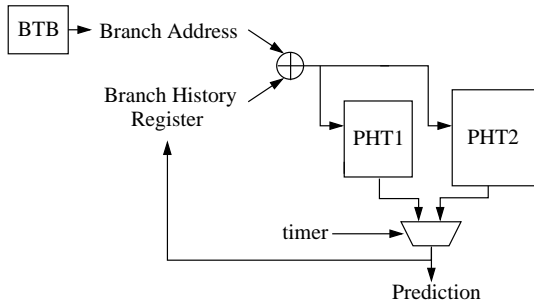 BTB
Branch Address
Branch History
Register
PHT1
PHT2
timer
Prediction